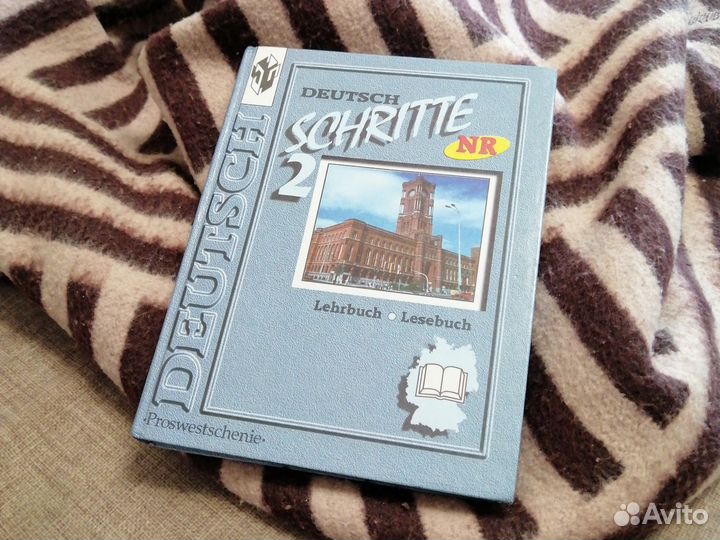 DEUTSCH
DEUTSCH
SCHRITTE
NR
2
Lehrbuch • Lesebuch
·Proswestschenie·
Avito